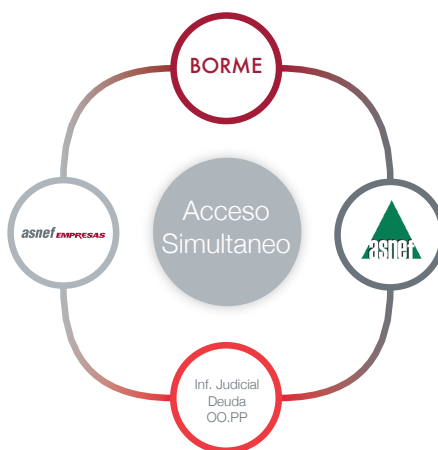 BORME
asnef EMPRESAS
Acceso
Simultaneo
asnef
Inf. Judicial
Deuda
OO.PP